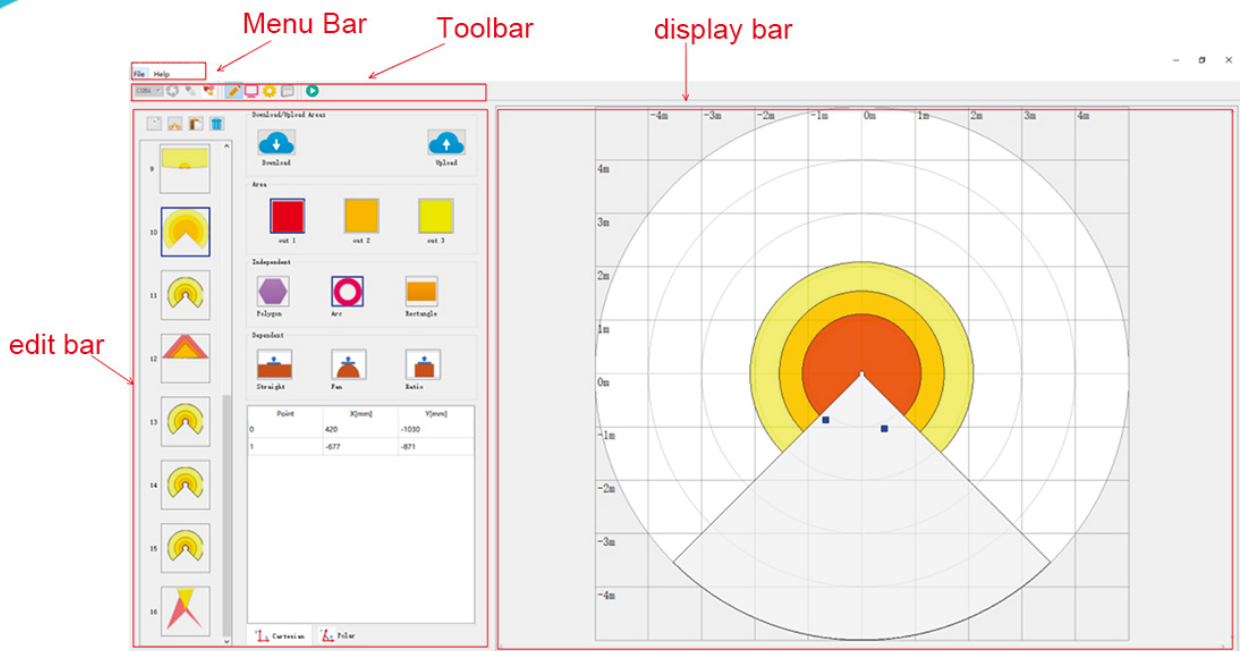 Menu Bar
Toolbar
display bar
File Help
Download/Upload Areas
Download Upload
Area
out 1 out 2 out 3
Independent
Polygon Arc Rectangle
Dependent
Straight Fan Ratio
Point X[mm] Y[mm]
0 420 -1030
1 -677 -871
Cartesian Polar
edit bar
9
10
11
12
13
14
15
16
-4m -3m -2m -1m 0m 1m 2m 3m 4m
4m
3m
2m
1m
0m
-1m
-2m
-3m
-4m